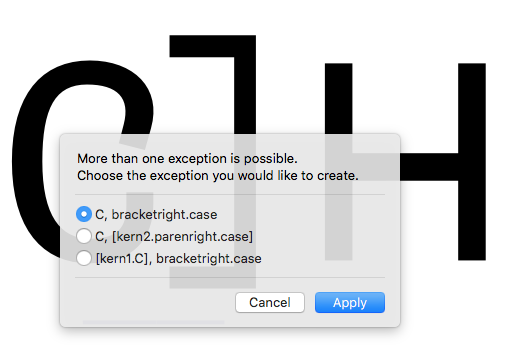 C]H
More than one exception is possible.
Choose the exception you would like to create.
C, bracketright.case
C, [kern2.parenright.case]
[kern1.C], bracketright.case
Cancel Apply